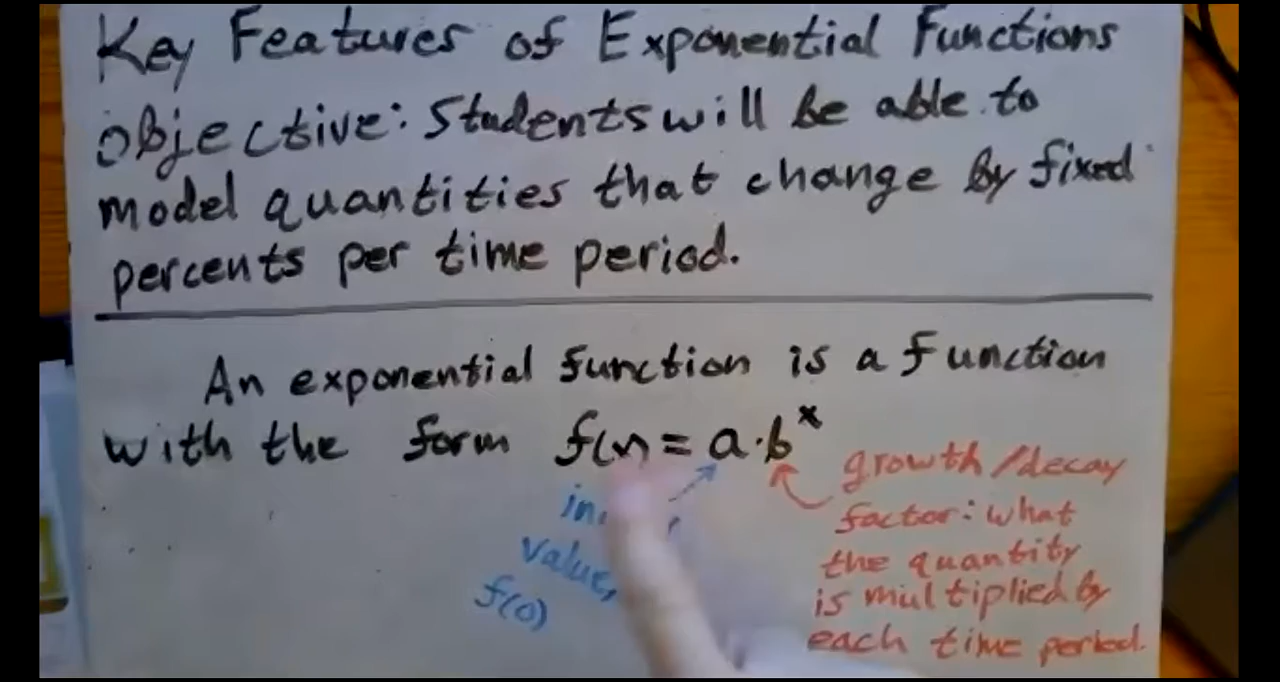 Key Features of Exponential Functions
Objective: Students will be able to
model quantities that change by fixed
percents per time period.
An exponential function is a function
with the form = a·b^x
growth/decay
factor: what
the quantity
is multiplied by
each time period.
value,
f(0)